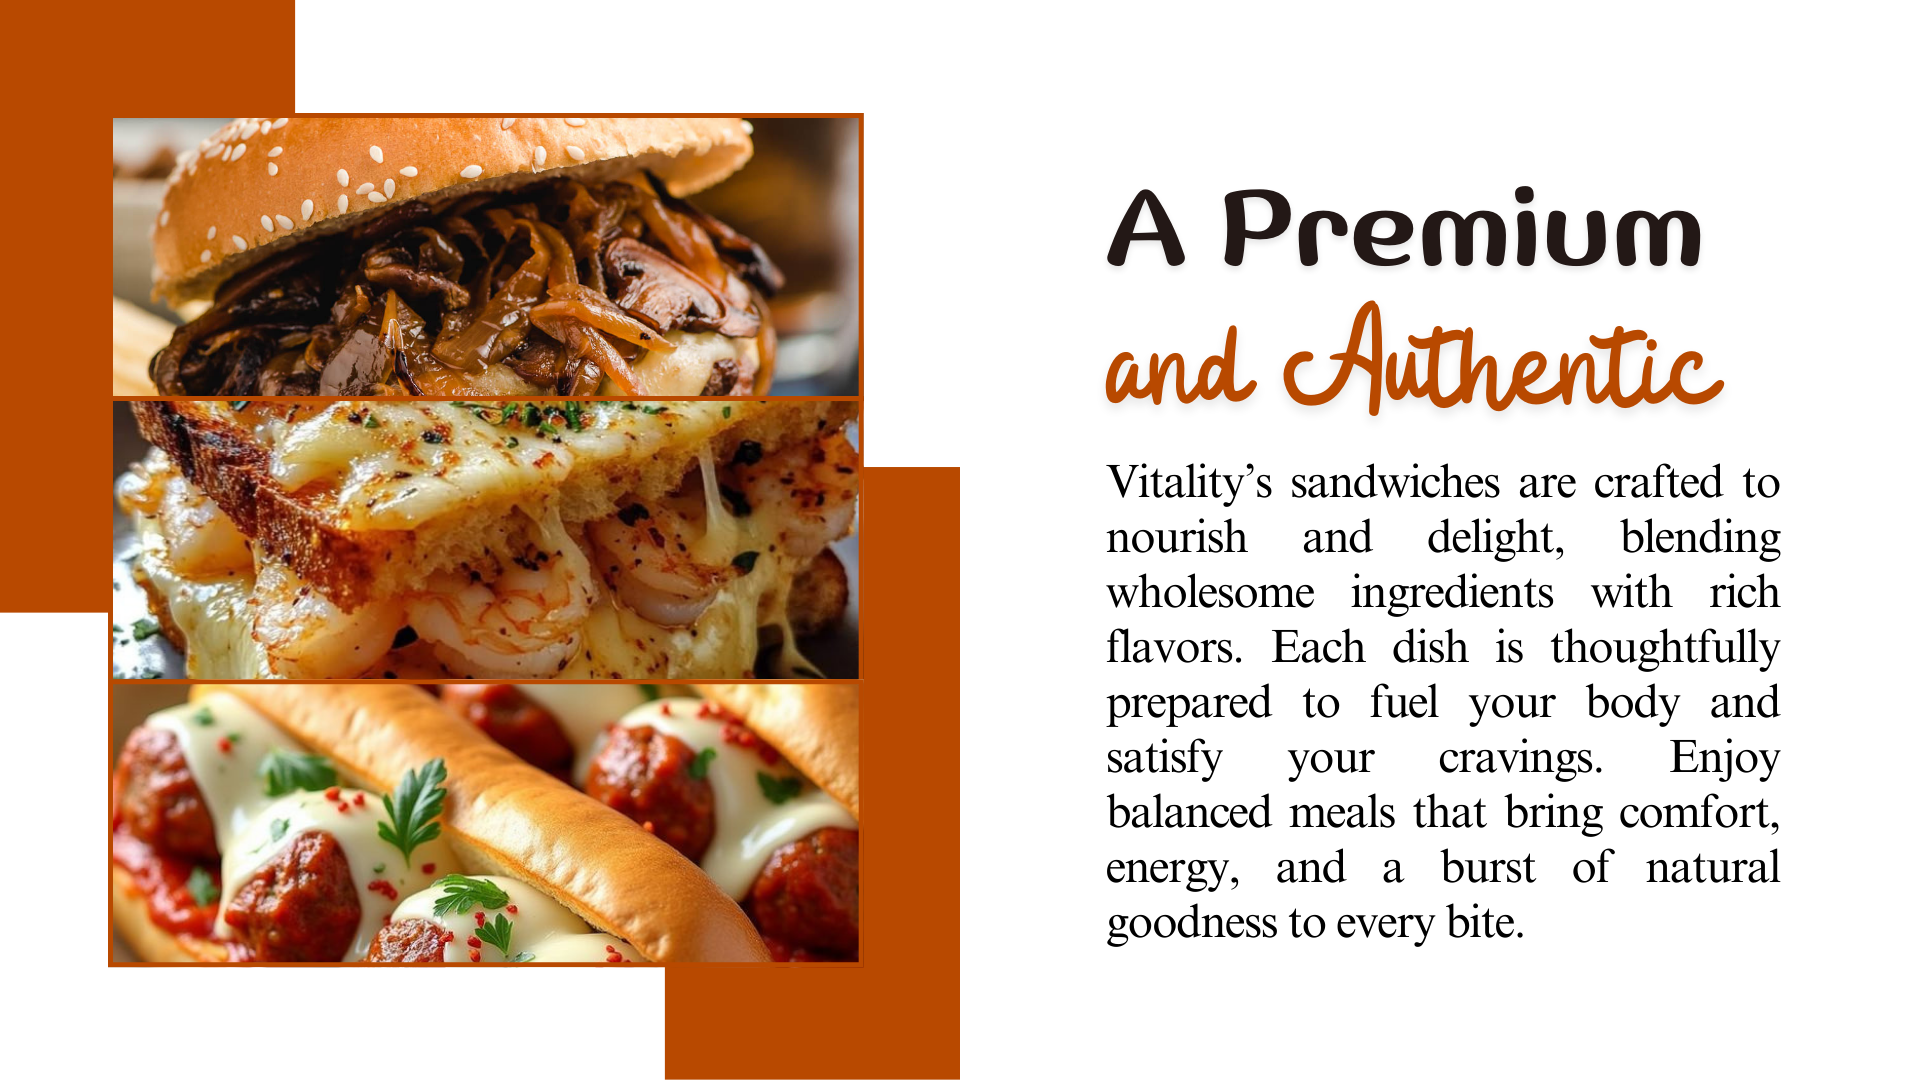 A Premium
and Authentic
Vitality’s sandwiches are crafted to
nourish and delight, blending
wholesome ingredients with rich
flavors. Each dish is thoughtfully
prepared to fuel your body and
satisfy your cravings. Enjoy
balanced meals that bring comfort,
energy, and a burst of natural
goodness to every bite.